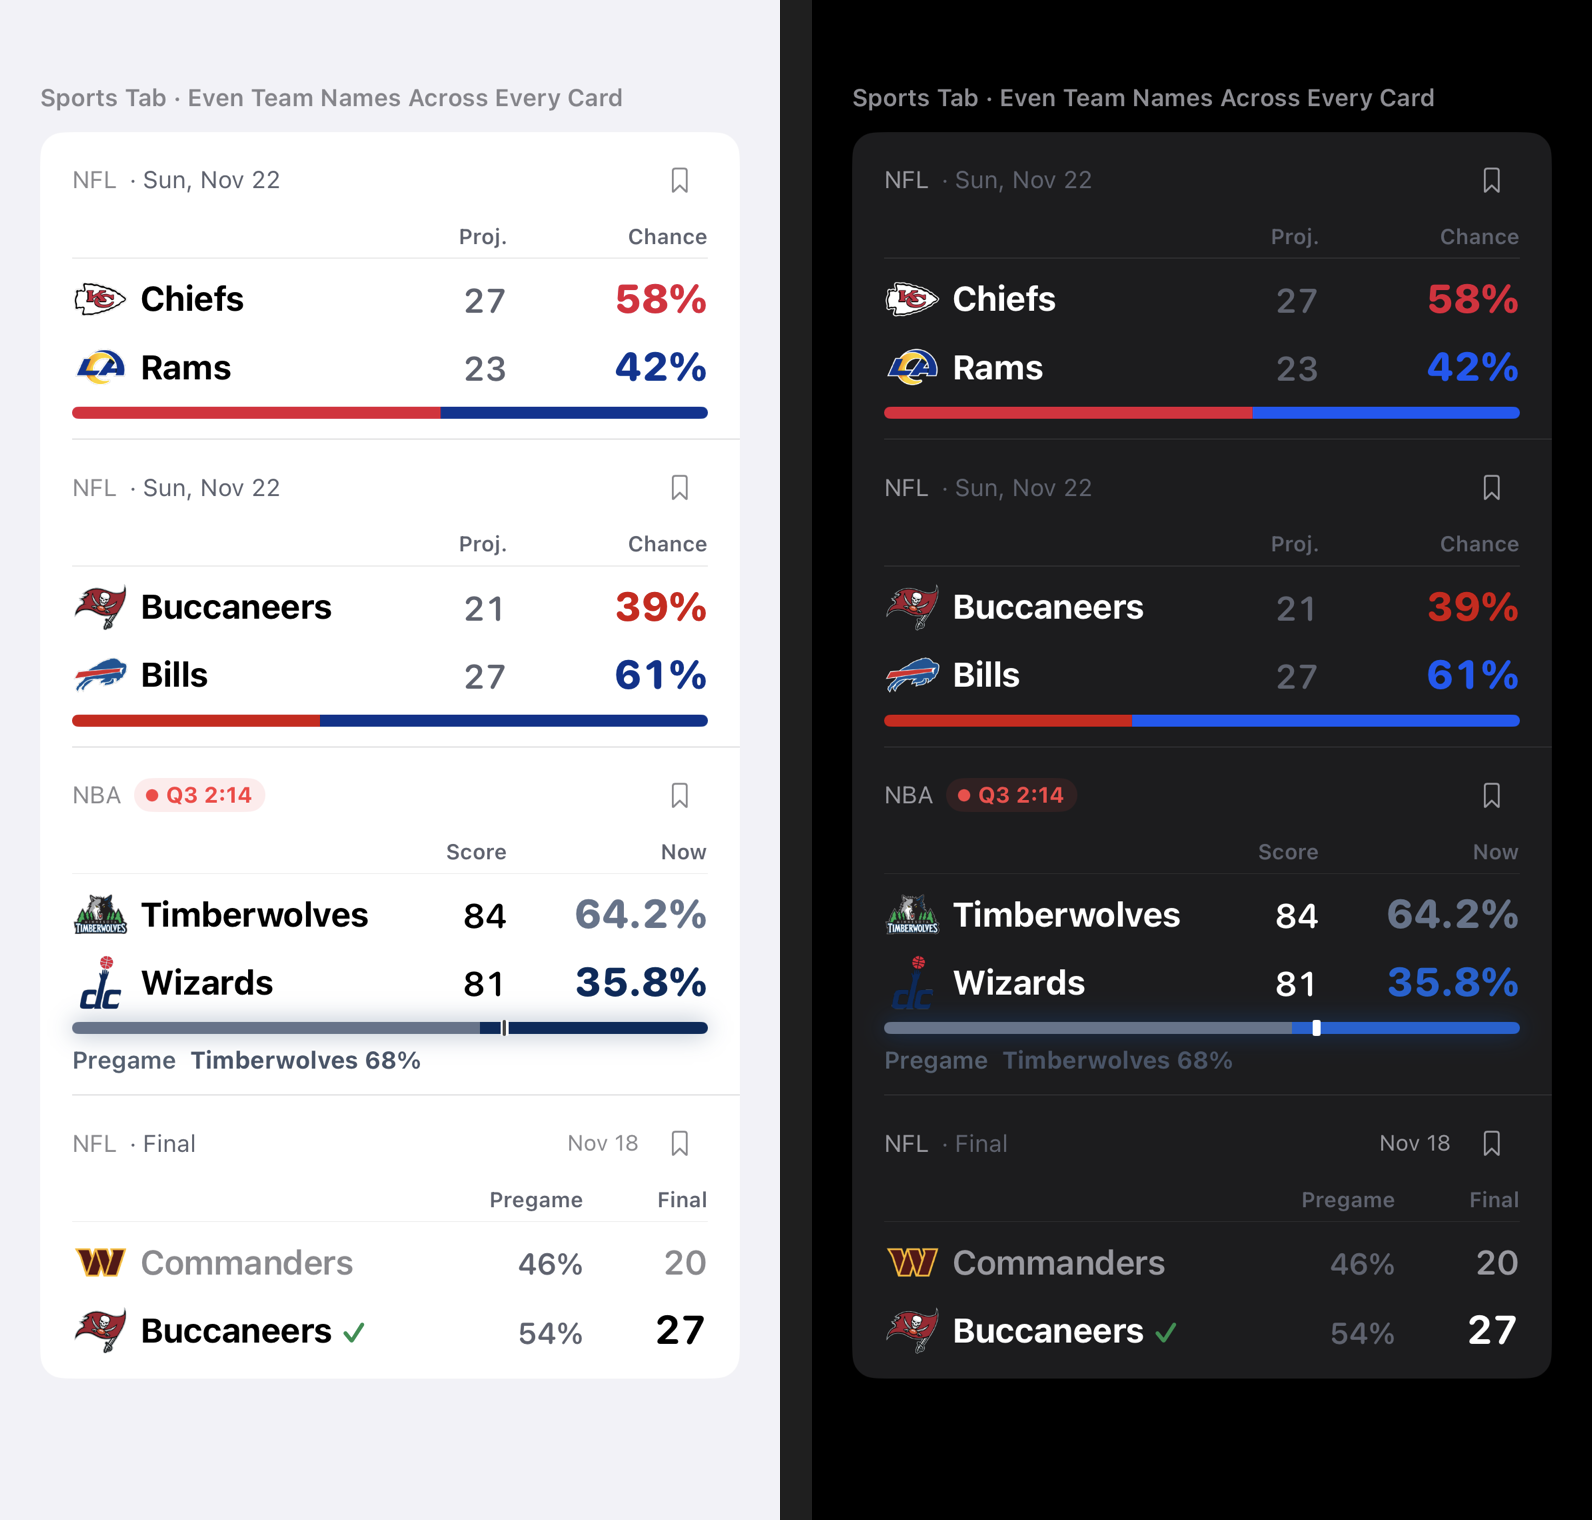 Sports Tab · Even Team Names Across Every Card
NFL · Sun, Nov 22
Proj. Chance
Chiefs 27 58%
Rams 23 42%
NFL · Sun, Nov 22
Proj. Chance
Buccaneers 21 39%
Bills 27 61%
NBA Q3 2:14
Score Now
TIMBERWOLVES Timberwolves 84 64.2%
dc Wizards 81 35.8%
Pregame Timberwolves 68%
NFL · Final Nov 18
Pregame Final
W Commanders 46% 20
Buccaneers ✓ 54% 27
Sports Tab · Even Team Names Across Every Card
NFL · Sun, Nov 22
Proj. Chance
Chiefs 27 58%
Rams 23 42%
NFL · Sun, Nov 22
Proj. Chance
Buccaneers 21 39%
Bills 27 61%
NBA Q3 2:14
Score Now
TIMBERWOLVES Timberwolves 84 64.2%
dc Wizards 81 35.8%
Pregame Timberwolves 68%
NFL · Final Nov 18
Pregame Final
W Commanders 46% 20
Buccaneers ✓ 54% 27